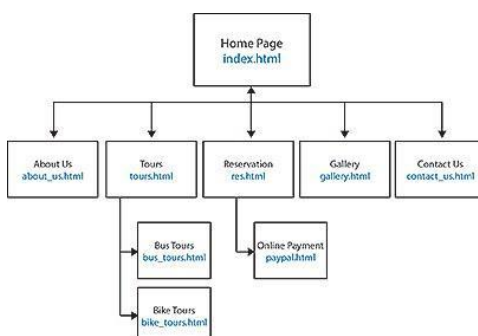 Home Page
index.html
About Us
about_us.html
Tours
tours.html
Reservation
res.html
Gallery
gallery.html
Contact Us
contact_us.html
Bus Tours
bus_tours.html
Online Payment
paypal.html
Bike Tours
bike_tours.html